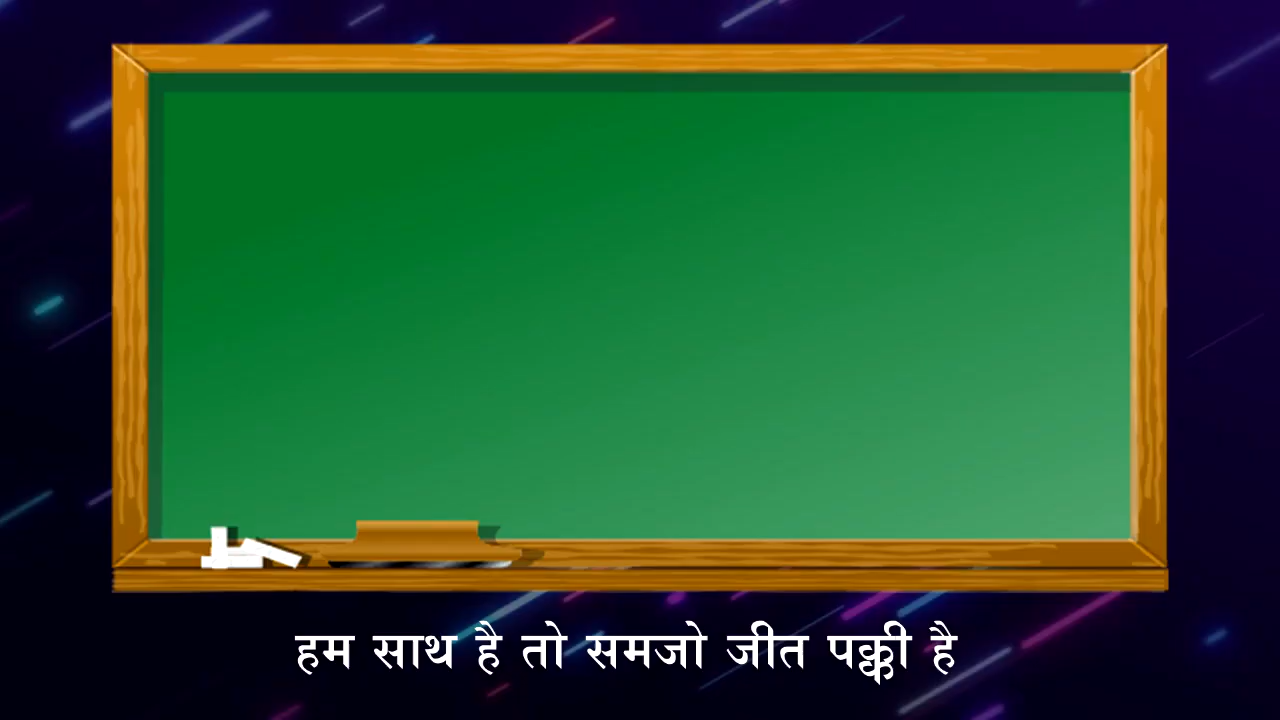 हम साथ है तो समजो जीत पक्की है